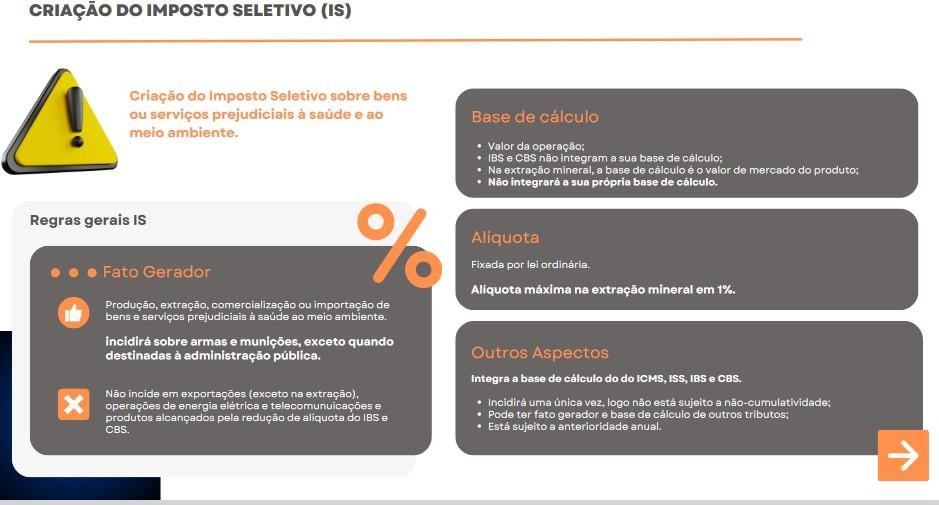 CRIAÇÃO DO IMPOSTO SELETIVO (IS)
Criação do Imposto Seletivo sobre bens
ou serviços prejudiciais à saúde e ao
meio ambiente.
Regras gerais IS
Fato Gerador
Produção, extração, comercialização ou importação de
bens e serviços prejudiciais à saúde ao meio ambiente.
incidirá sobre armas e munições, exceto quando
destinadas à administração pública.
Não incide em exportações (exceto na extração),
operações de energia elétrica e telecomunuicações e
produtos alcançados pela redução de alíquota do IBS e
CBS.
%
Base de cálculo
• Valor da operação;
• IBS e CBS não integram a sua base de cálculo;
• Na extração mineral, a base de cálculo é o valor de mercado do produto;
• Não integrará a sua própria base de cálculo.
Aliquota
Fixada por lei ordinária.
Alíquota máxima na extração mineral em 1%.
Outros Aspectos
Integra a base de cálculo do do ICMS, ISS, IBS e CBS.
• Incidirá uma única vez, logo não está sujeito a não-cumulatividade;
• Pode ter fato gerador e base de cálculo de outros tributos;
• Está sujeito a anterioridade anual.